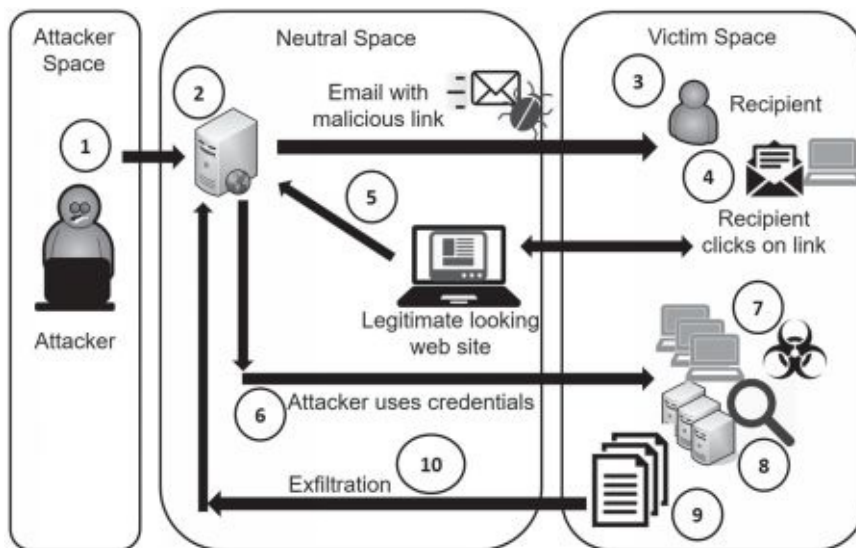 Attacker
Space
Neutral Space
Victim Space
1
2
3
Email with
malicious link
Recipient
4
5
Recipient
clicks on link
Attacker
Legitimate looking
web site
7
6
Attacker uses credentials
8
10
Exfiltration
9